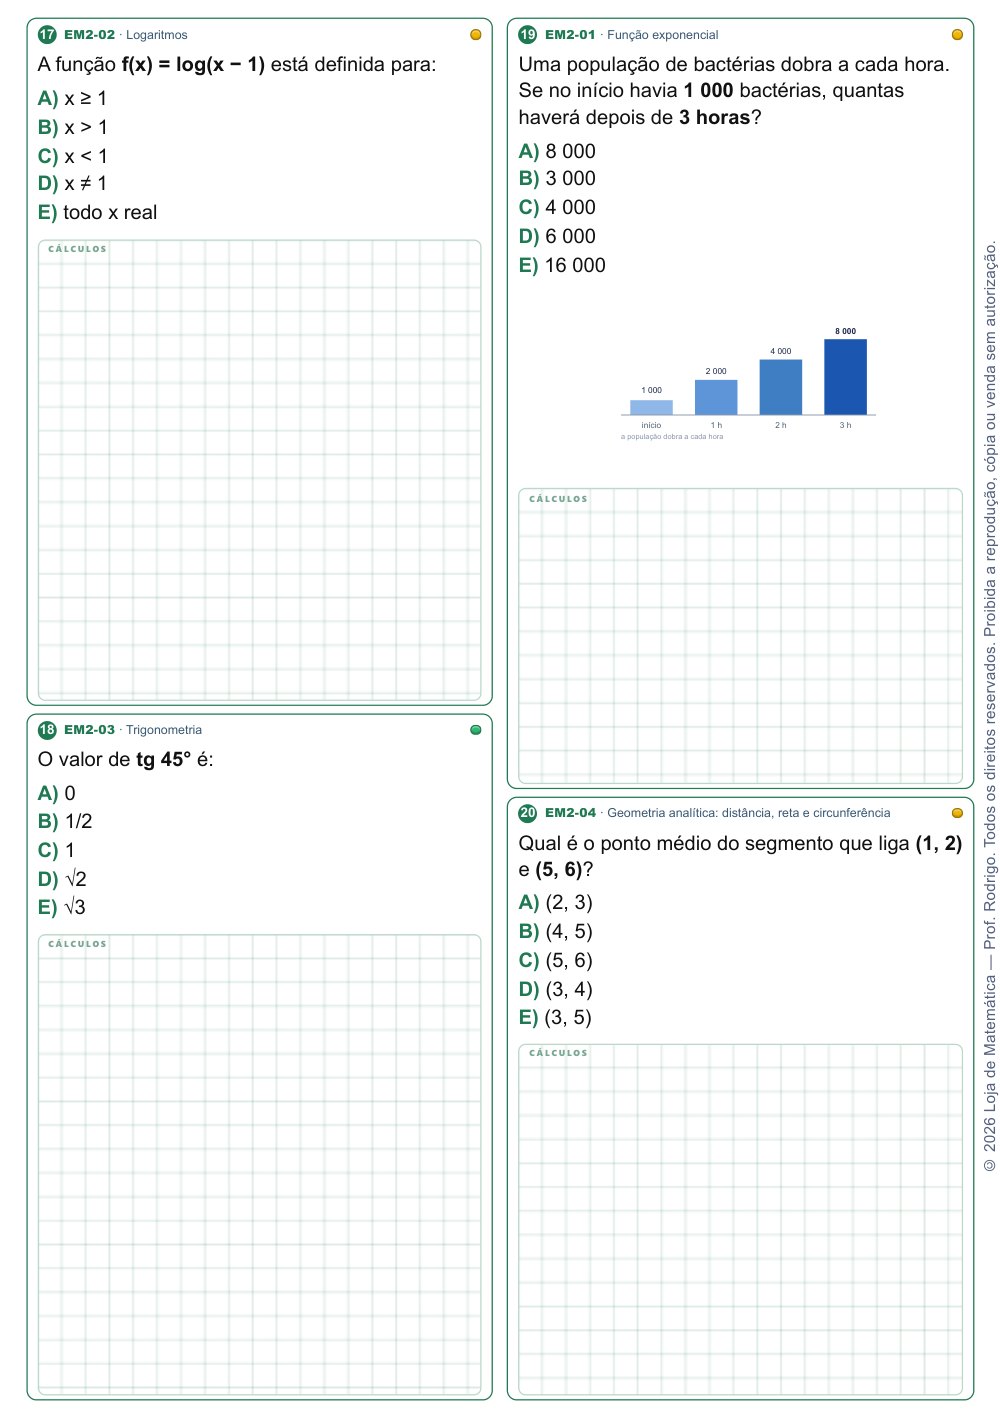 17 EM2-02 · Logaritmos
A função f(x) = log(x − 1) está definida para:
A) x ≥ 1
B) x > 1
C) x < 1
D) x ≠ 1
E) todo x real
CÁLCULOS
18 EM2-03 · Trigonometria
O valor de tg 45° é:
A) 0
B) 1/2
C) 1
D) √2
E) √3
CÁLCULOS
19 EM2-01 · Função exponencial
Uma população de bactérias dobra a cada hora.
Se no início havia 1 000 bactérias, quantas
haverá depois de 3 horas?
A) 8 000
B) 3 000
C) 4 000
D) 6 000
E) 16 000
1 000
2 000
4 000
8 000
início 1 h 2 h 3 h
a população dobra a cada hora
CÁLCULOS
20 EM2-04 · Geometria analítica: distância, reta e circunferência
Qual é o ponto médio do segmento que liga (1, 2)
e (5, 6)?
A) (2, 3)
B) (4, 5)
C) (5, 6)
D) (3, 4)
E) (3, 5)
CÁLCULOS
© 2026 Loja de Matemática — Prof. Rodrigo. Todos os direitos reservados. Proibida a reprodução, cópia ou venda sem autorização.